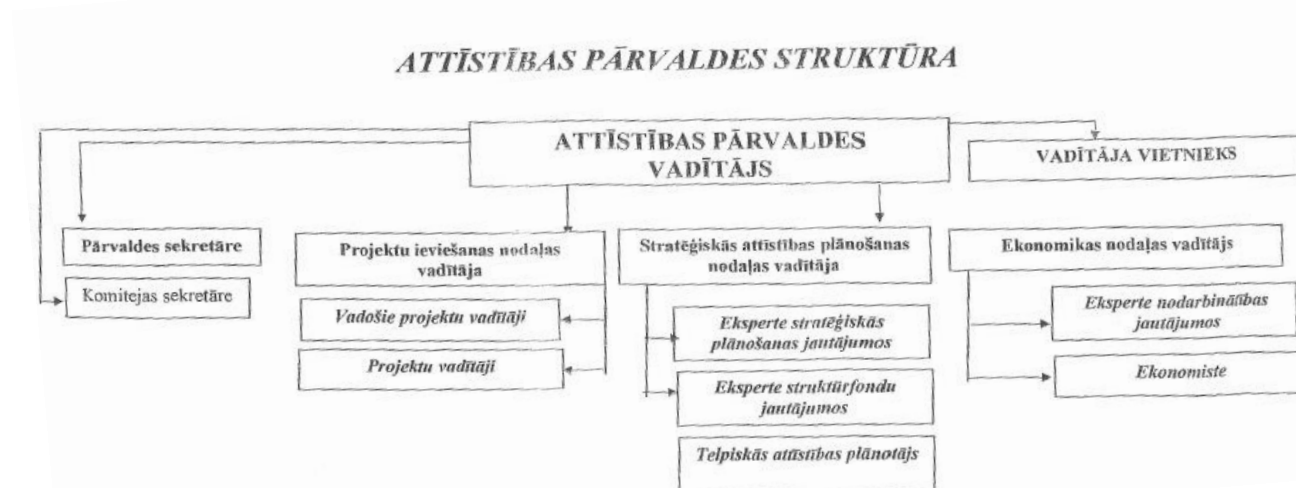 ATTĪSTĪBAS PĀRVALDES STRUKTŪRA
ATTĪSTĪBAS PĀRVALDES
VADĪTĀJS
VADĪTĀJA VIETNIEKS
Pārvaldes sekretāre
Komitejas sekretāre
Projektu ieviešanas nodaļas
vadītāja
Vadošie projektu vadītāji
Projektu vadītāji
Stratēģiskās attīstības plānošanas
nodaļas vadītāja
Eksperte stratēģiskās
plānošanas jautājumos
Eksperte struktūrfondu
jautājumos
Telpiskās attīstības plānotājs
Ekonomikas nodaļas vadītājs
Eksperte nodarbinātības
jautājumos
Ekonomiste